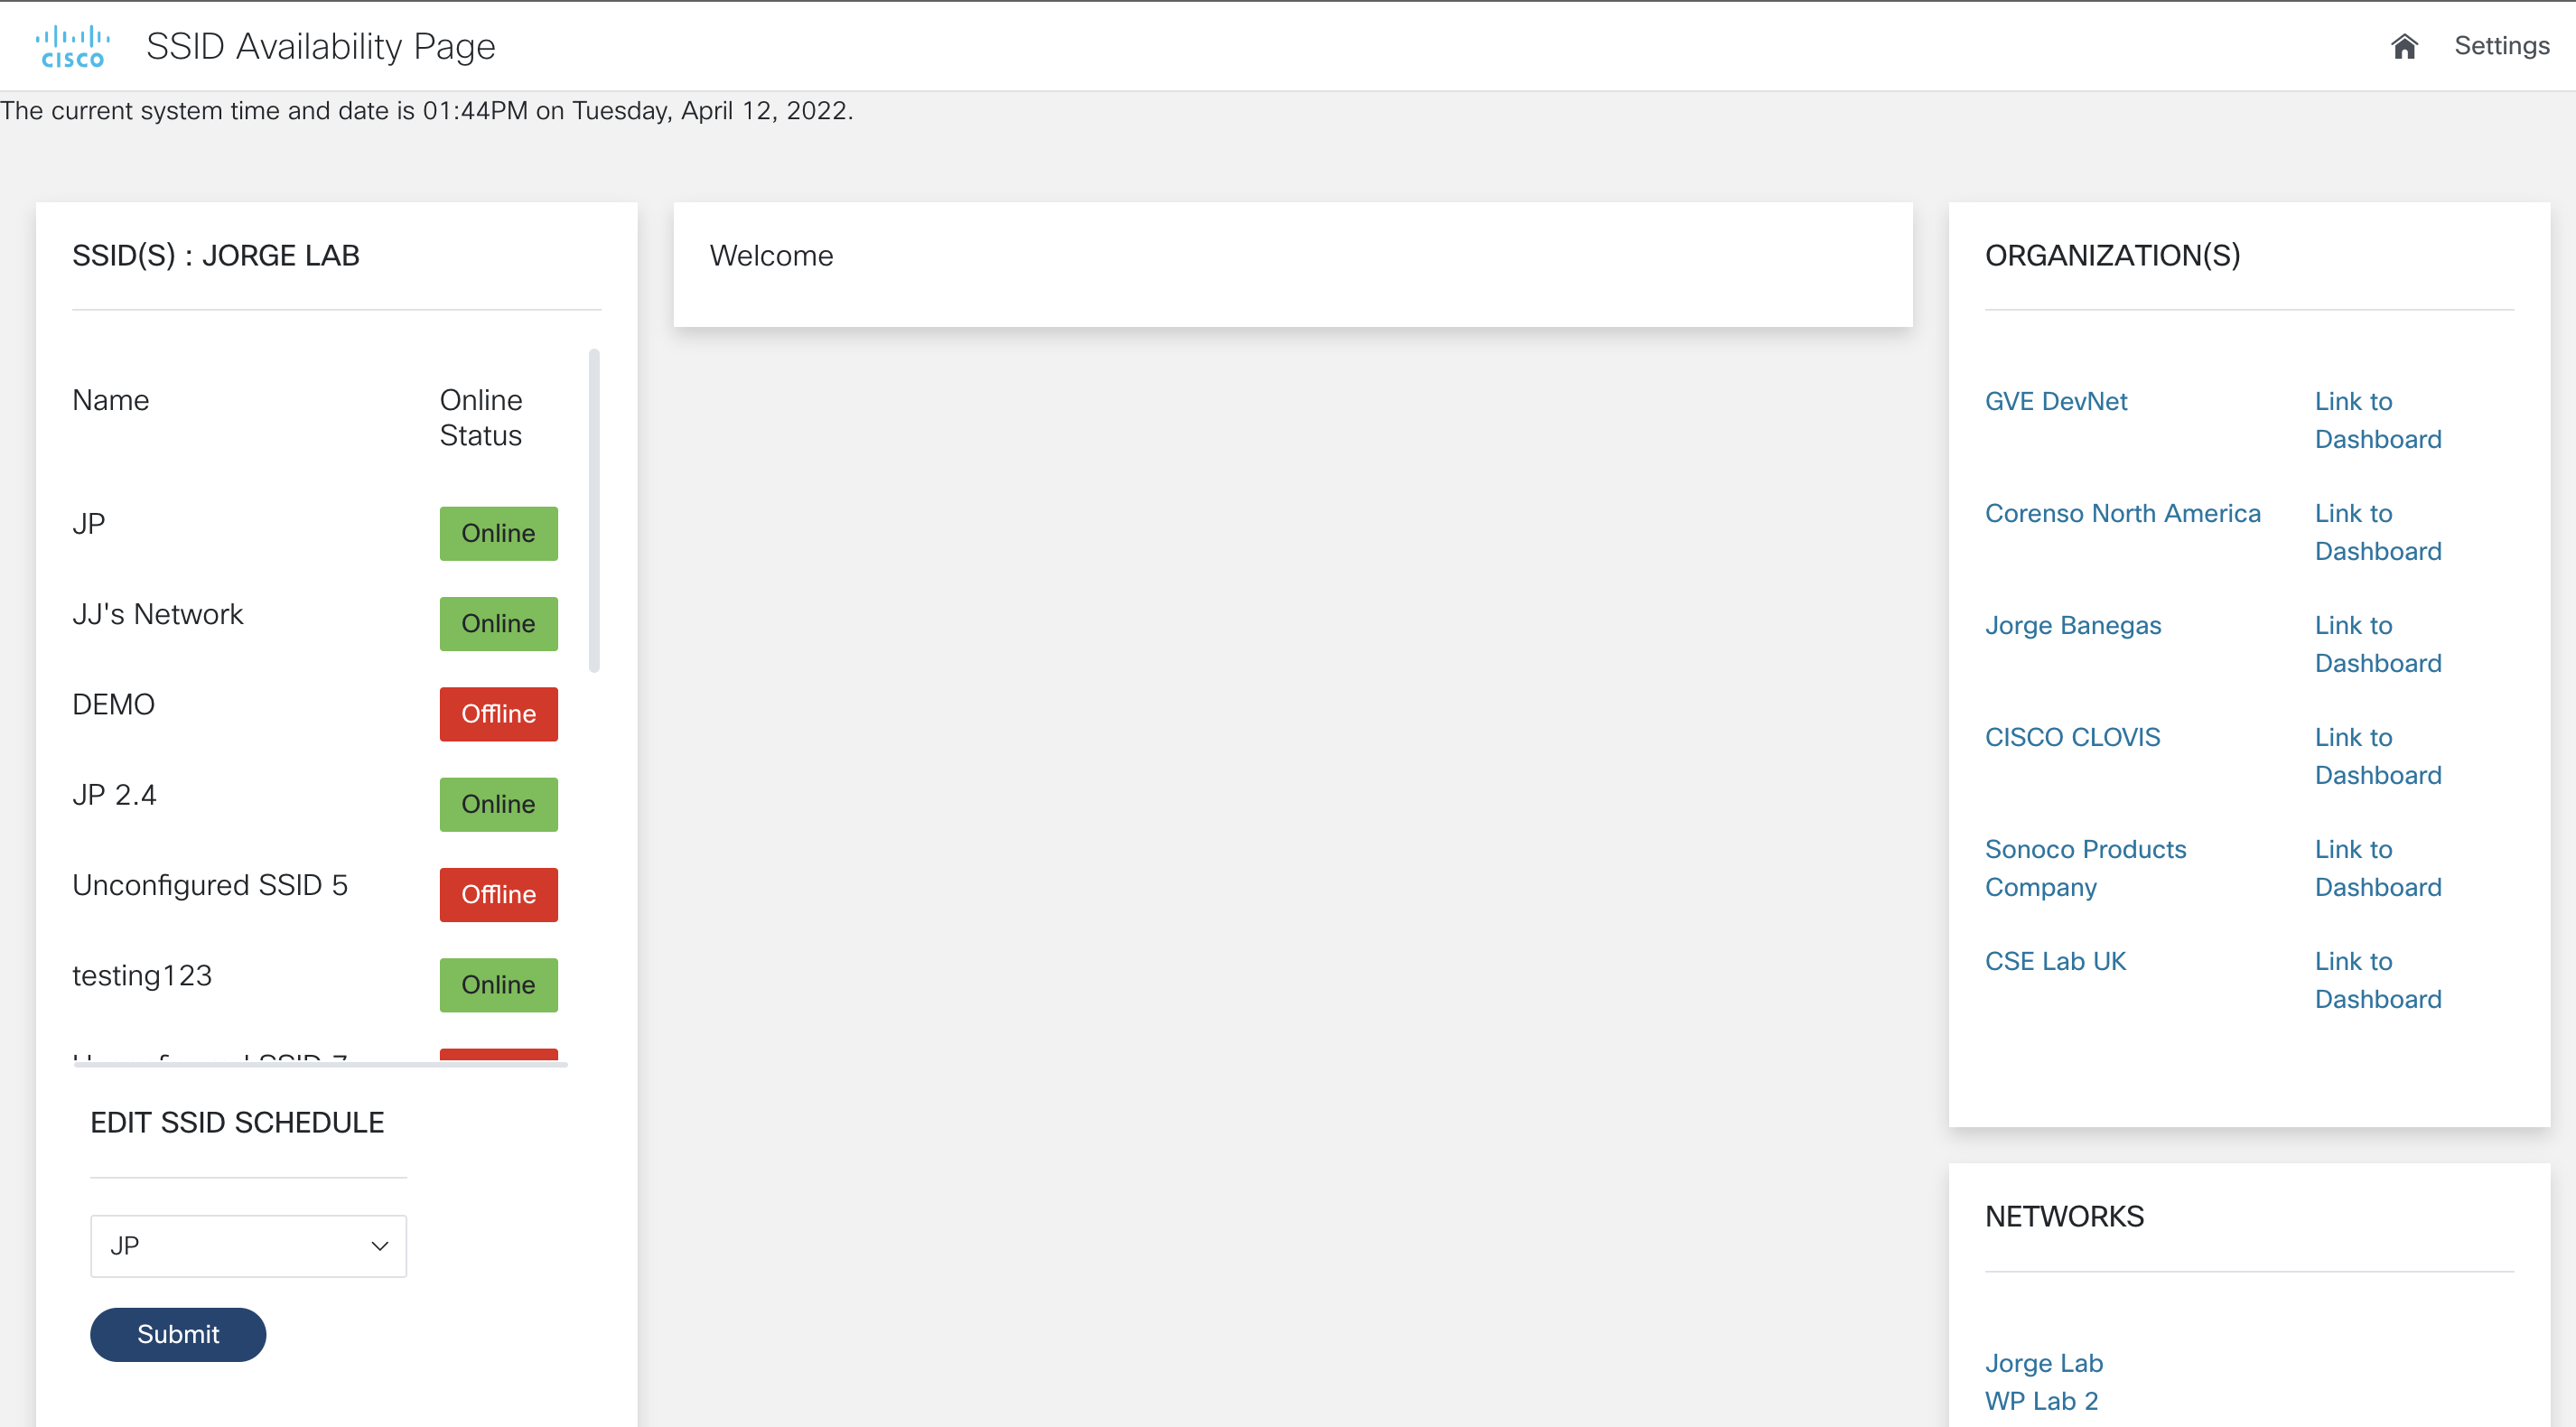 CISCO
SSID Availability Page
Settings
The current system time and date is 01:44PM on Tuesday, April 12, 2022.
SSID(S) : JORGE LAB
Name
Online
Status
JP
Online
JJ's Network
Online
DEMO
Offline
JP 2.4
Online
Unconfigured SSID 5
Offline
testing123
Online
Unconfigured SSID 7
EDIT SSID SCHEDULE
JP
Submit
Welcome
ORGANIZATION(S)
GVE DevNet
Link to
Dashboard
Corenso North America
Link to
Dashboard
Jorge Banegas
Link to
Dashboard
CISCO CLOVIS
Link to
Dashboard
Sonoco Products
Company
Link to
Dashboard
CSE Lab UK
Link to
Dashboard
NETWORKS
Jorge Lab
WP Lab 2